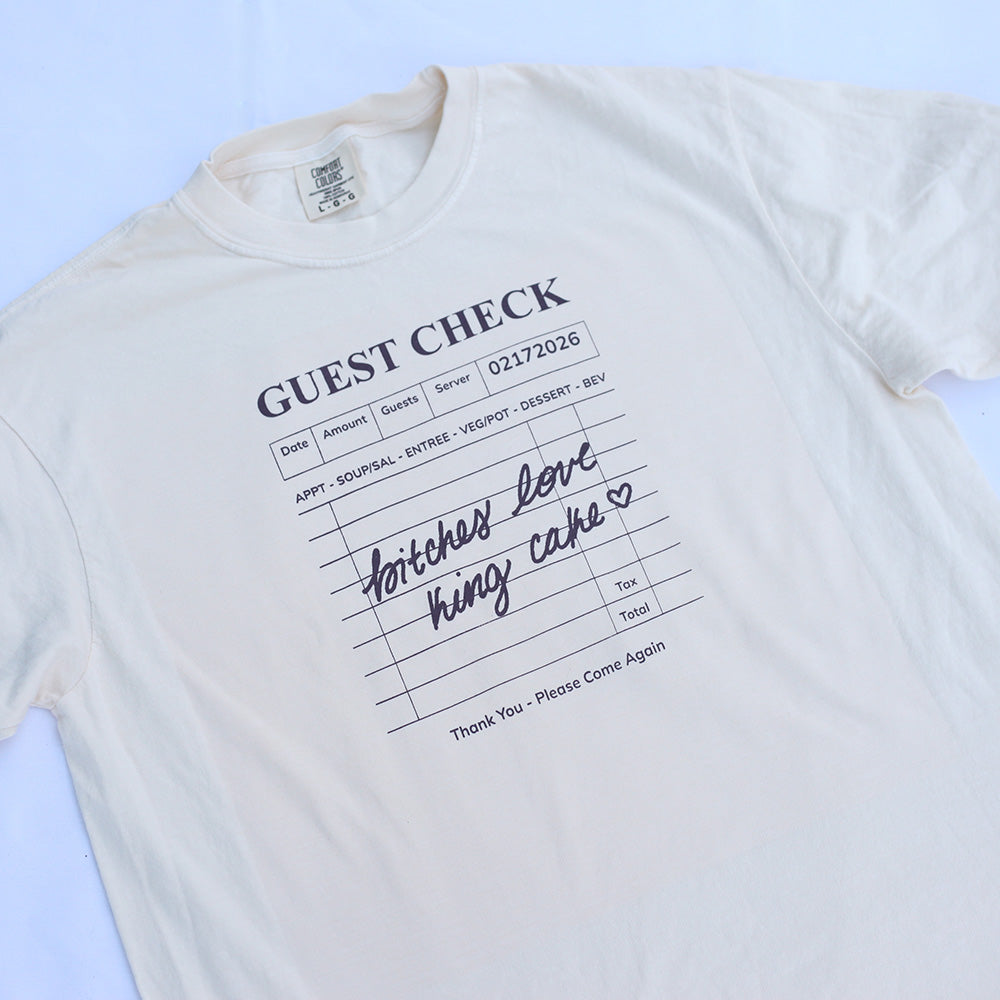 COMFORT
COLORS
L - G - G
GUEST CHECK
Date Amount Guests Server 02172026
APPT - SOUP/SAL - ENTREE - VEG/POT - DESSERT - BEV
bitches love
king cake♡
Tax
Total
Thank You - Please Come Again